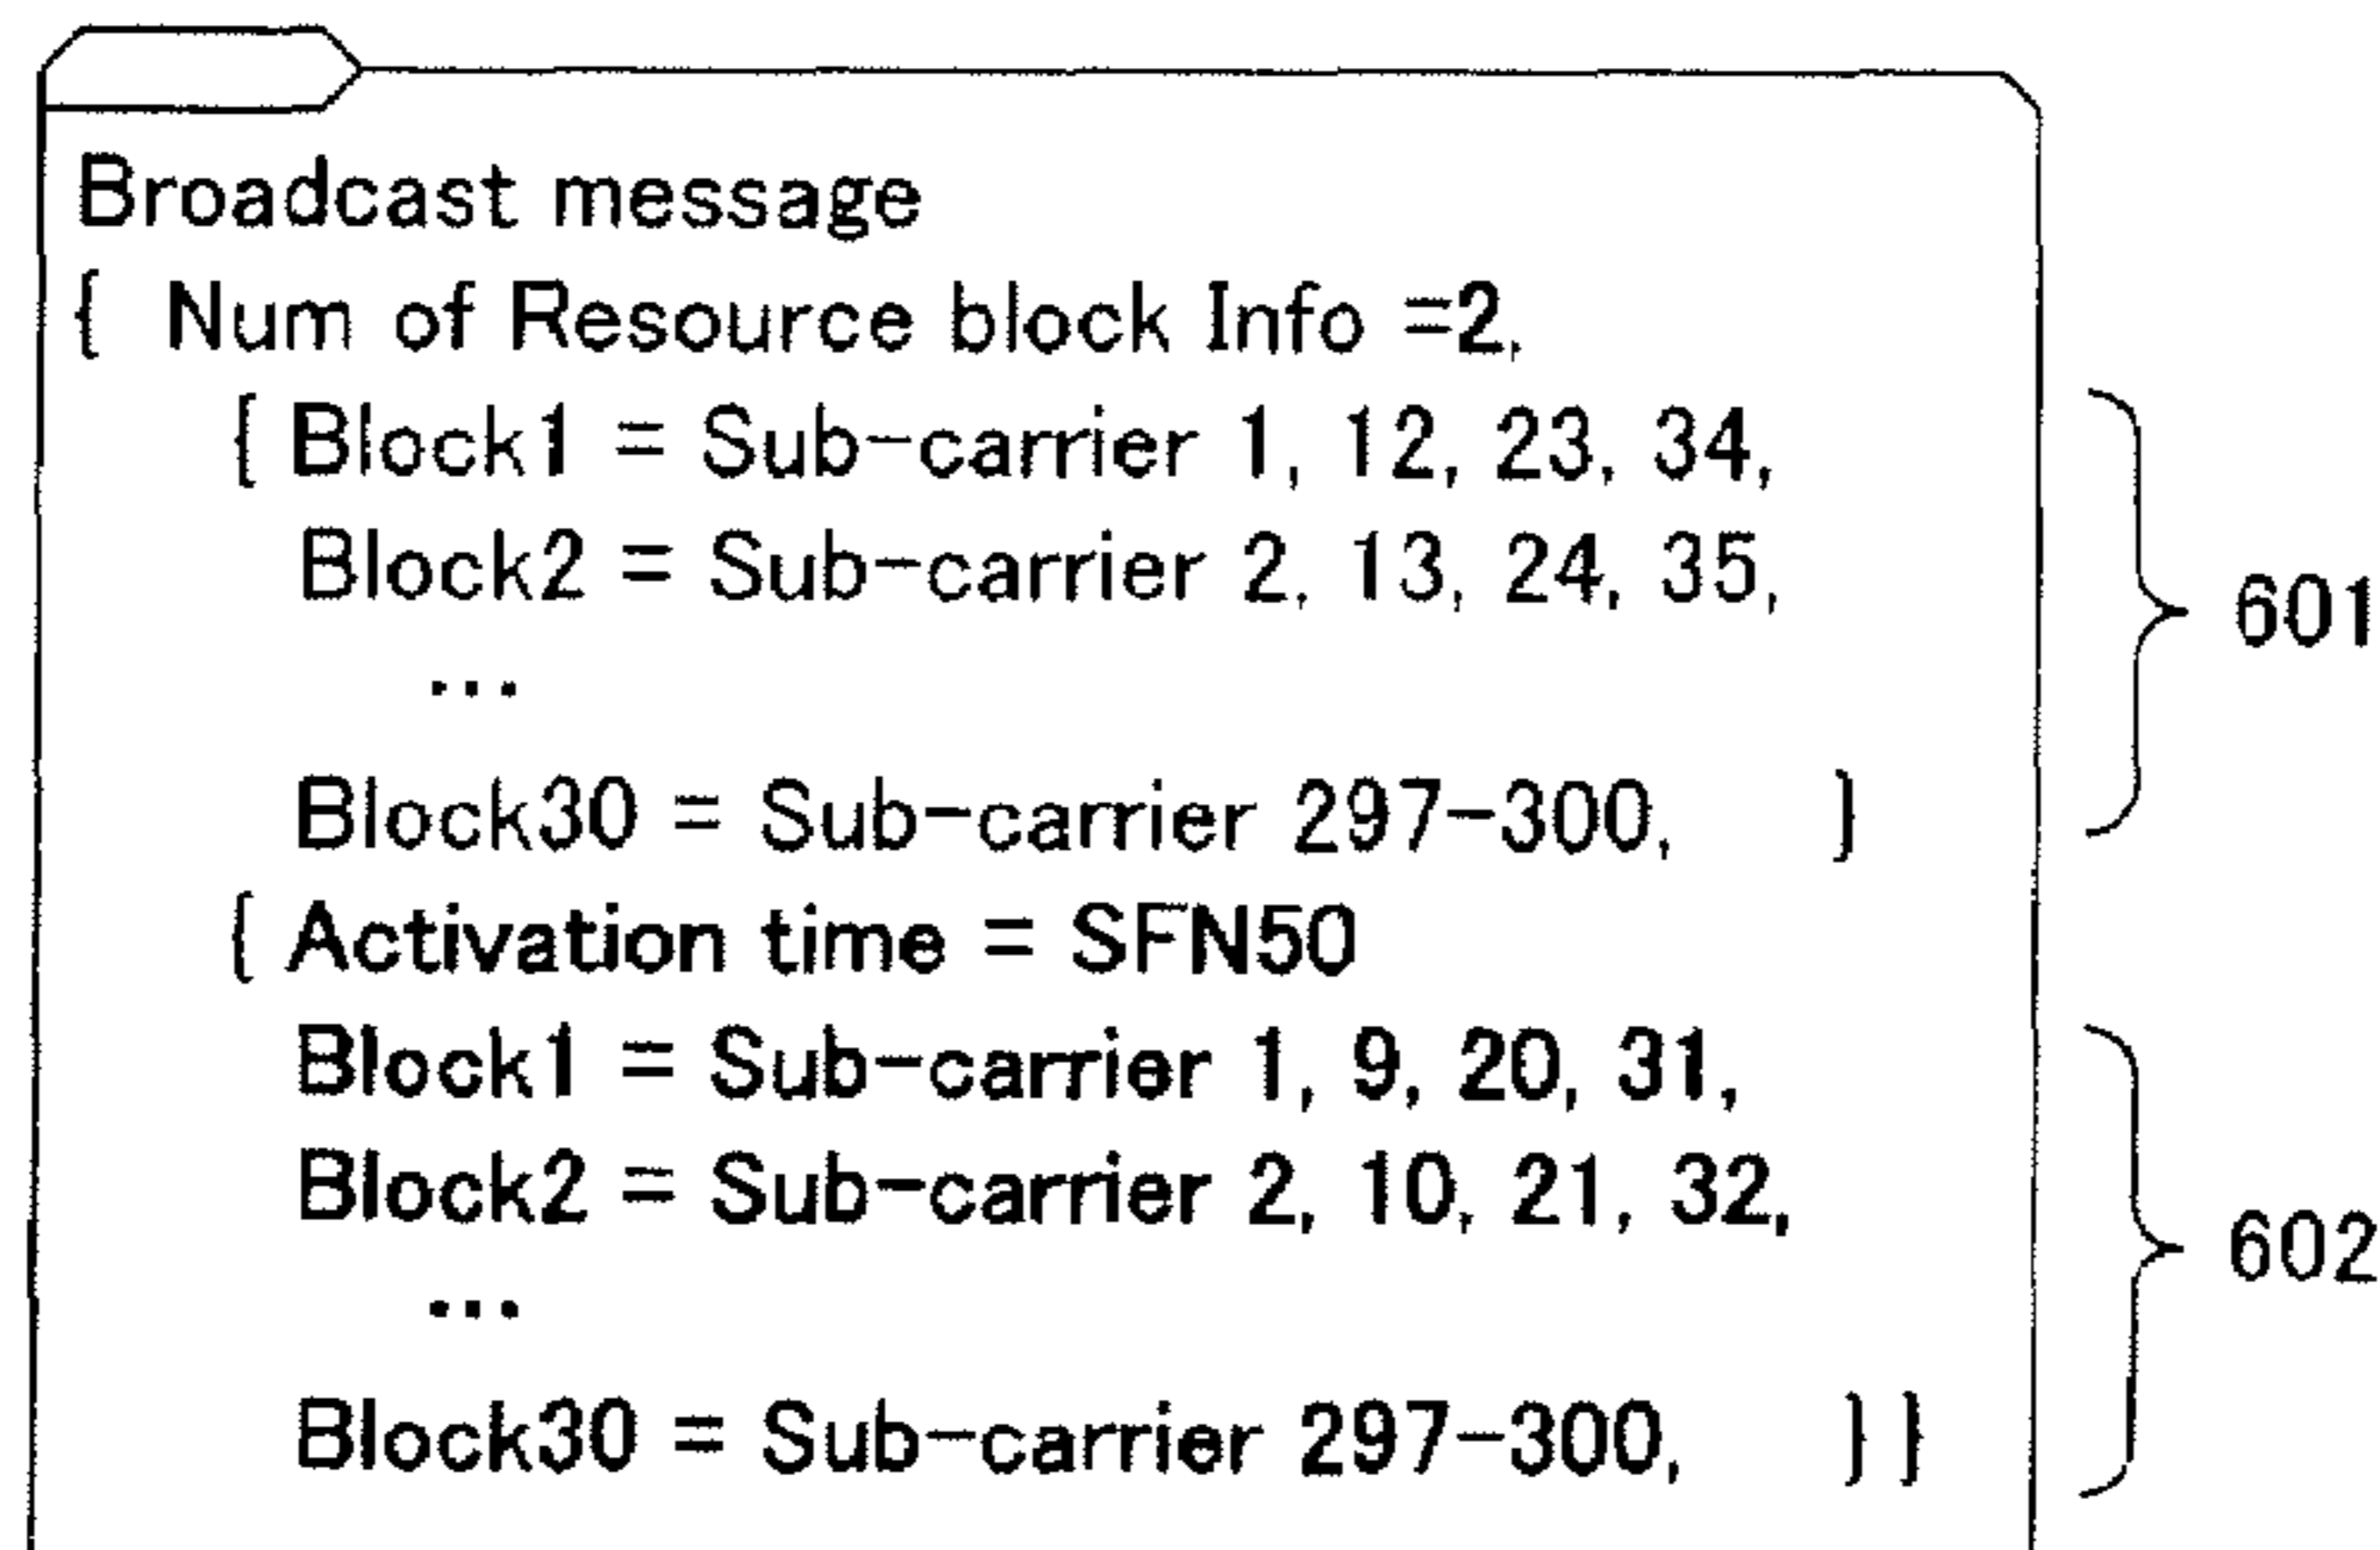 Broadcast message
{ Num of Resource block Info =2,
{ Block1 = Sub-carrier 1, 12, 23, 34,
Block2 = Sub-carrier 2, 13, 24, 35,
...
601
Block30 = Sub-carrier 297-300, }
{ Activation time = SFN50
Block1 = Sub-carrier 1, 9, 20, 31,
Block2 = Sub-carrier 2, 10, 21, 32,
602
...
Block30 = Sub-carrier 297-300, } }